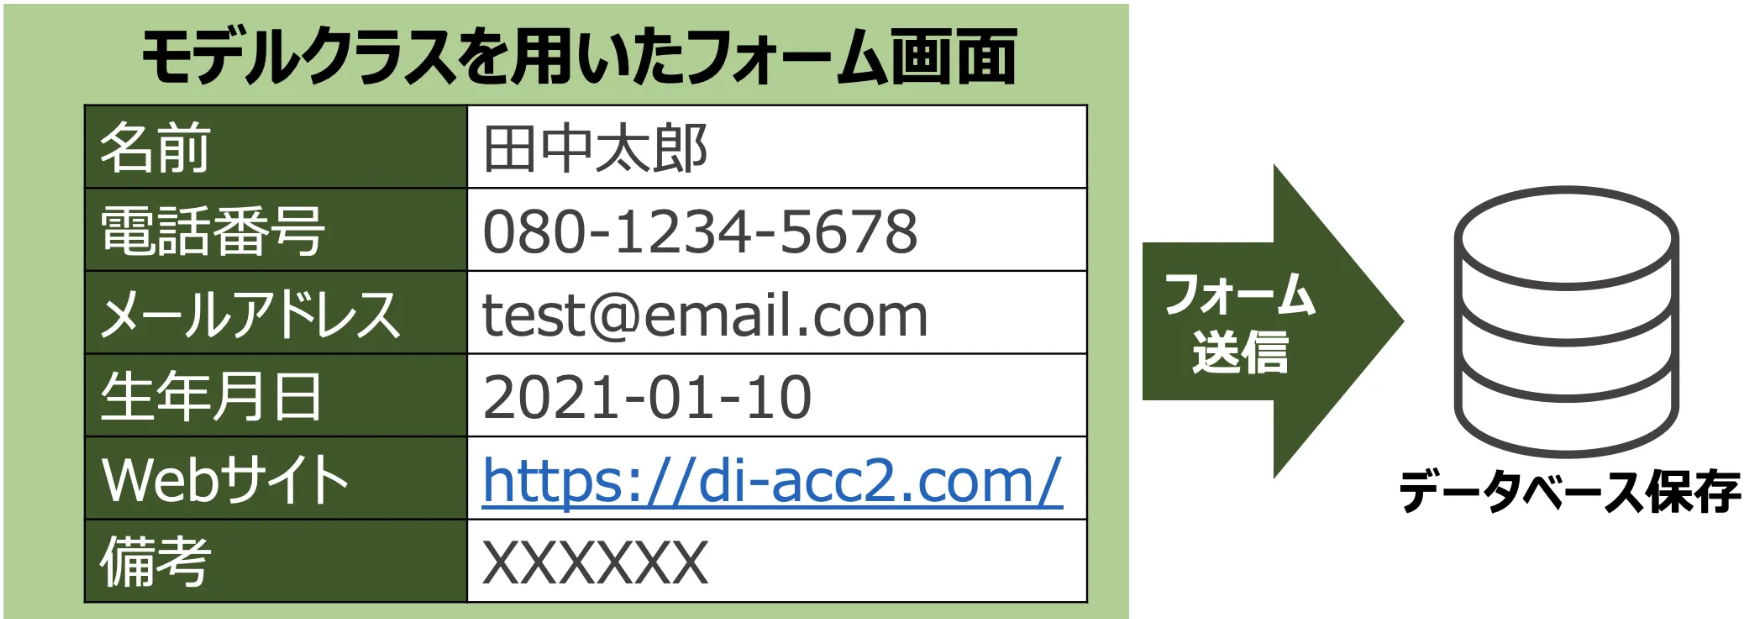 モデルクラスを用いたフォーム画面
名前 田中太郎
電話番号 080-1234-5678
メールアドレス test@email.com
生年月日 2021-01-10
Webサイト https://di-acc2.com/
備考 XXXXXX
フォーム
送信
データベース保存